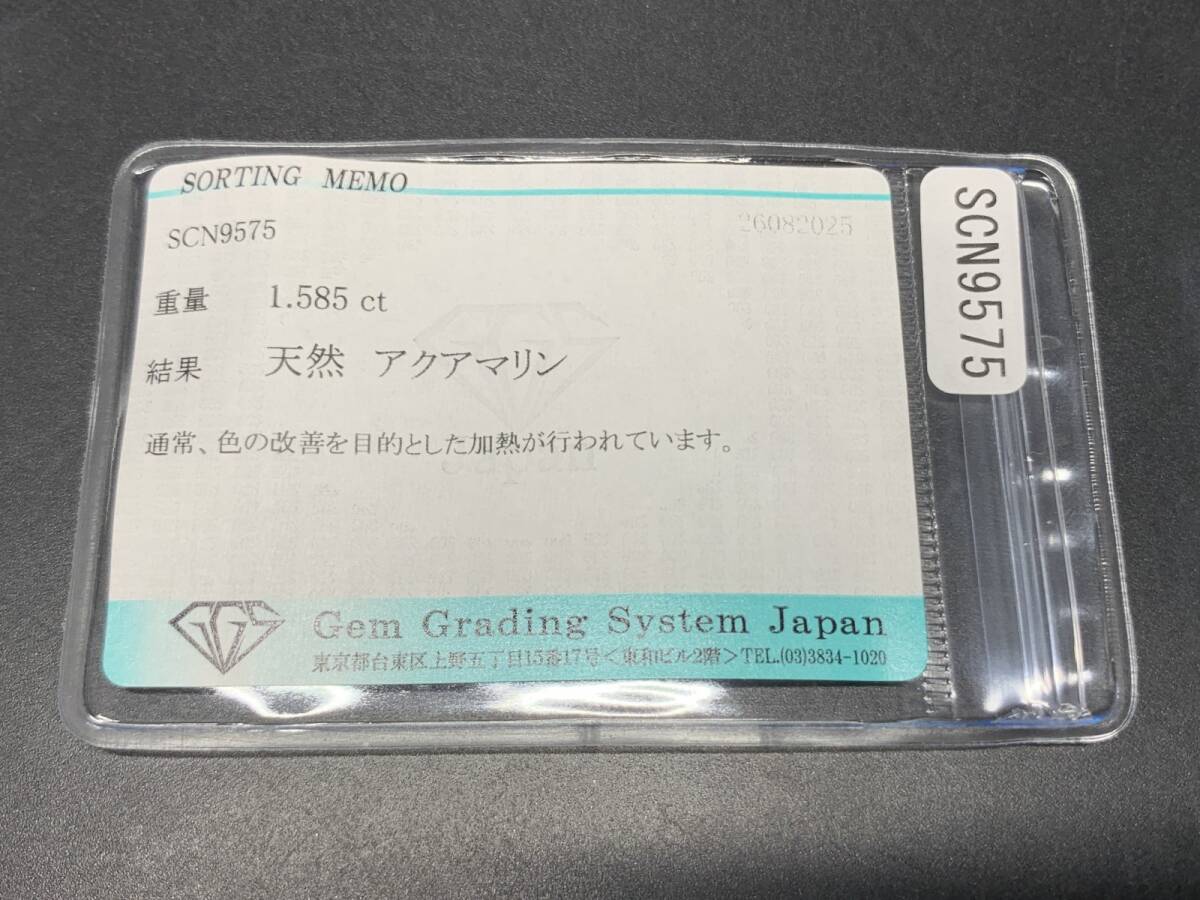 SORTING MEMO
SCN9575
26082025
重量 1.585 ct
結果 天然 アクアマリン
通常、色の改善を目的とした加熱が行われています。
GGS
Gem Grading System Japan
東京都台東区上野五丁目15番17号＜東和ビル2階＞TEL.(03)3834-1020
SCN9575